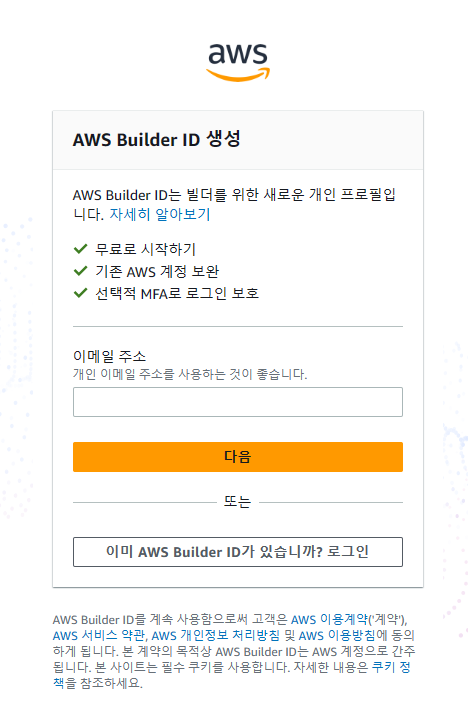 aws
AWS Builder ID 생성
AWS Builder ID는 빌더를 위한 새로운 개인 프로필입
니다. 자세히 알아보기
무료로 시작하기
기존 AWS 계정 보완
선택적 MFA로 로그인 보호
이메일 주소
개인 이메일 주소를 사용하는 것이 좋습니다.
다음
또는
이미 AWS Builder ID가 있습니까? 로그인
AWS Builder ID를 계속 사용함으로써 고객은 AWS 이용계약('계약'),
AWS 서비스 약관, AWS 개인정보 처리방침 및 AWS 이용방침에 동의
하게 됩니다. 본 계약의 목적상 AWS Builder ID는 AWS 계정으로 간주
됩니다. 본 사이트는 필수 쿠키를 사용합니다. 자세한 내용은 쿠키 정
책을 참조하세요.